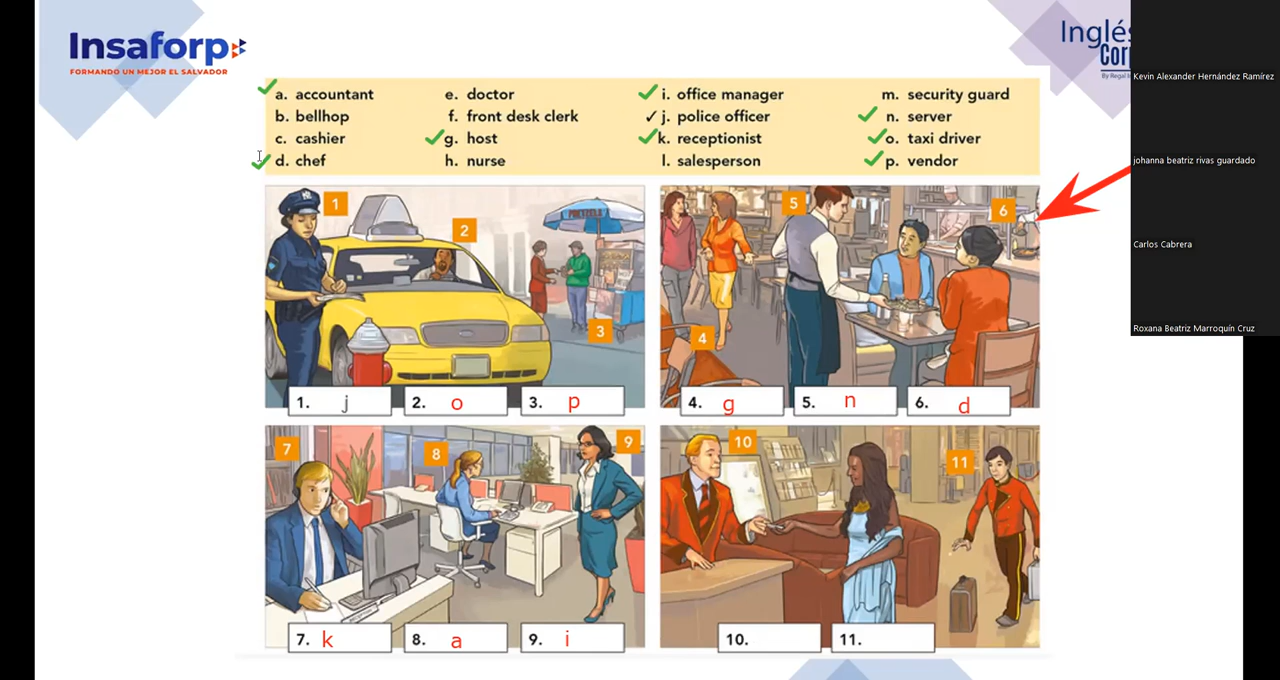 Insaforp
FORMANDO UN MEJOR EL SALVADOR
Inglés
Kevin Alexander Hernández Ramírez
johanna beatriz rivas guardado
Carlos Cabrera
Roxana Beatriz Marroquín Cruz
a. accountant
b. bellhop
c. cashier
d. chef
e. doctor
f. front desk clerk
g. host
h. nurse
i. office manager
✓ j. police officer
k. receptionist
l. salesperson
m. security guard
n. server
o. taxi driver
p. vendor
1
2
PRETZELS
3
1. j
2. o
3. p
4
5
6
4. g
5. n
6. d
7
8
9
7. k
8. a
9. i
10
11
10.
11.